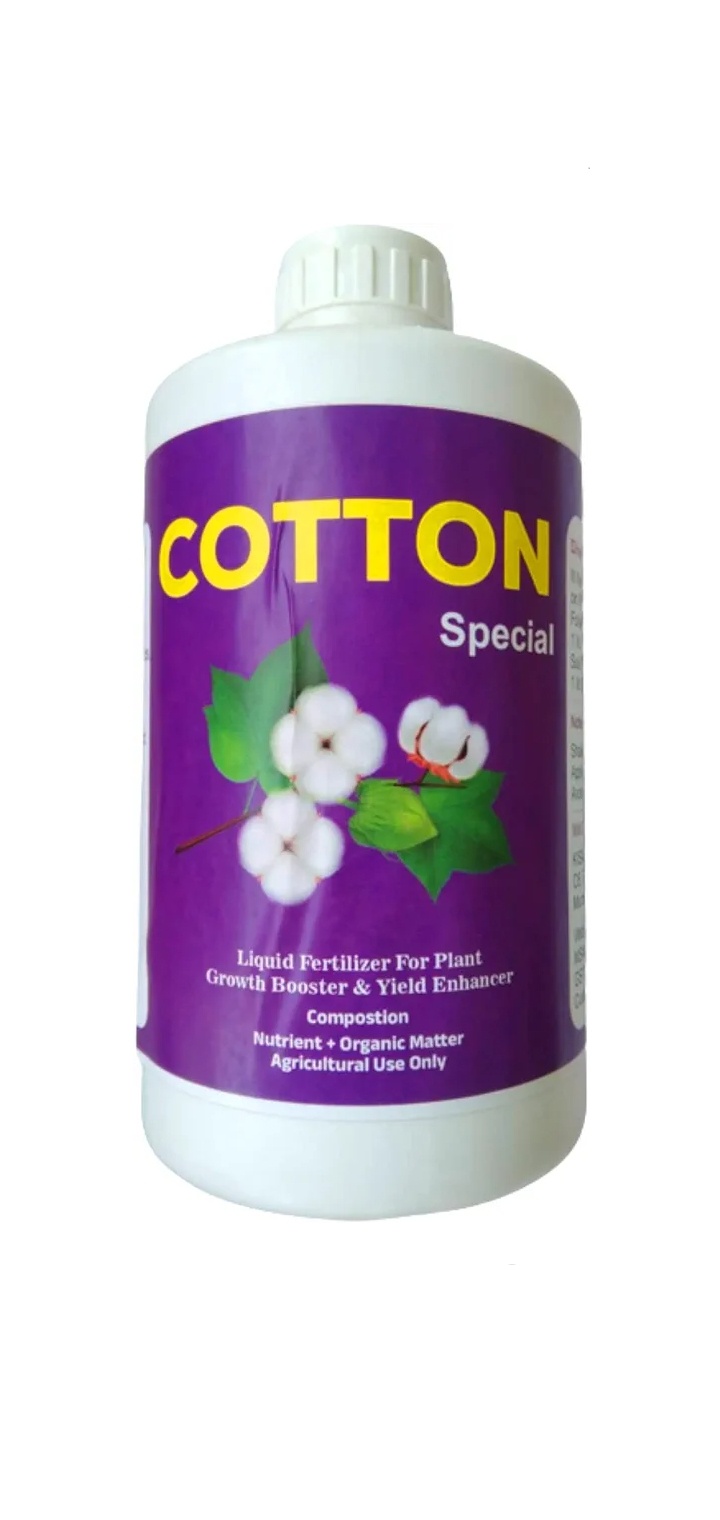 COTTON
Special
Liquid Fertilizer For Plant
Growth Booster & Yield Enhancer
Compostion
Nutrient + Organic Matter
Agricultural Use Only